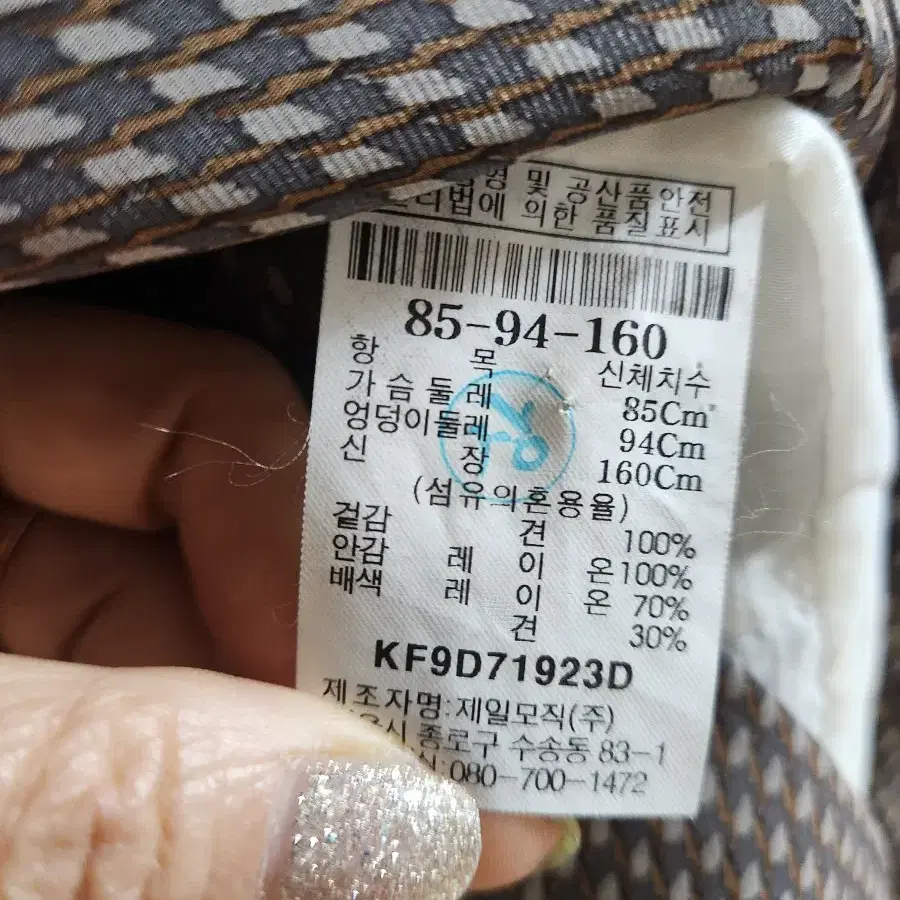 및 공산품안전
법에 의한 품질표시
85-94-160
항 목 신체치수
가슴둘레 85Cm
엉덩이둘레 94Cm
신 장 160Cm
(섬유의혼용율)
겉감 견 100%
안감 레 이 온 100%
배색 레 이 온 70%
견 30%
KF9D71923D
제조자명:제일모직(주)
종로구 수송동 83-1
080-700-1472